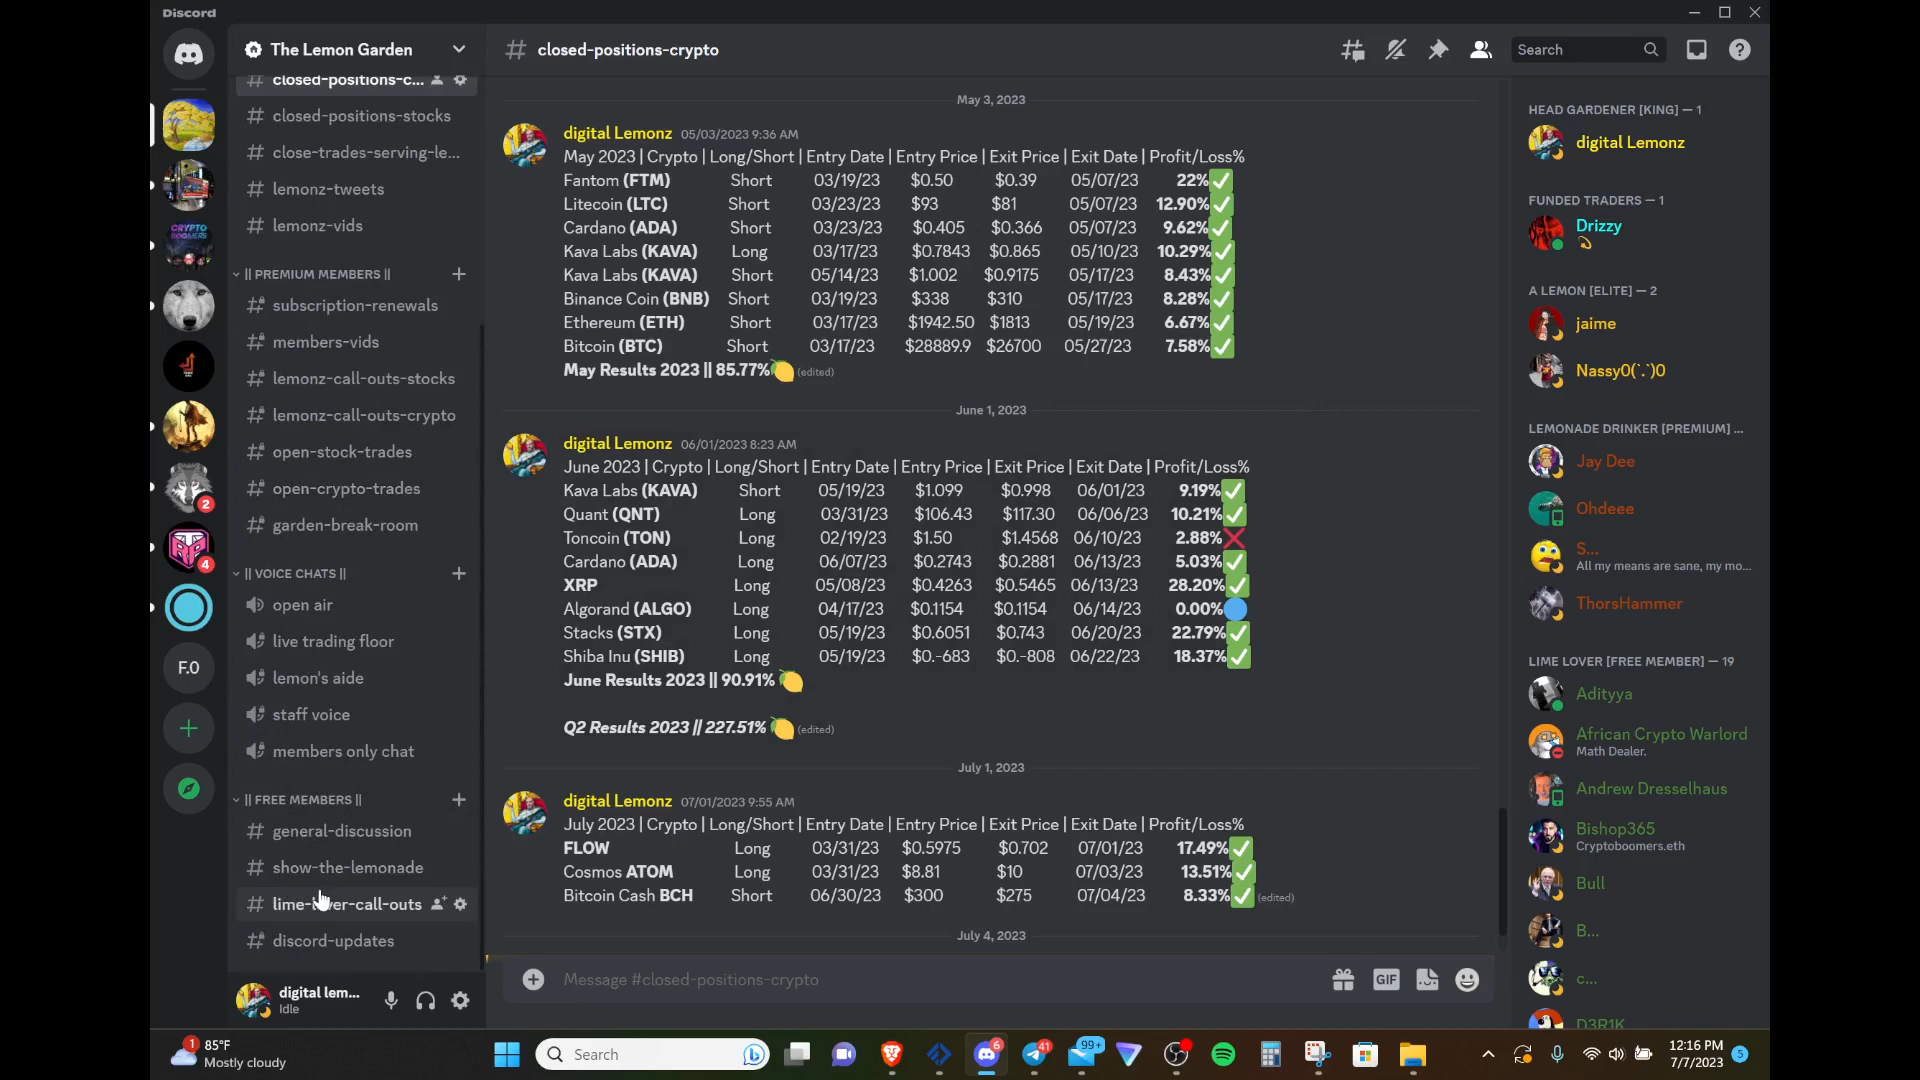 Discord
The Lemon Garden
closed-positions-crypto
Search
closed-positions-c...
closed-positions-stocks
close-trades-serving-le...
lemonz-tweets
lemonz-vids
|| PREMIUM MEMBERS ||
subscription-renewals
members-vids
lemonz-call-outs-stocks
lemonz-call-outs-crypto
open-stock-trades
open-crypto-trades
garden-break-room
|| VOICE CHATS ||
open air
live trading floor
lemon's aide
staff voice
members only chat
|| FREE MEMBERS ||
general-discussion
show-the-lemonade
lime-lover-call-outs
discord-updates
digital lem...
Idle
CRYPTO BOOMERS
2
4
F.O
May 3, 2023
digital Lemonz 05/03/2023 9:36 AM
May 2023 | Crypto | Long/Short | Entry Date | Entry Price | Exit Price | Exit Date | Profit/Loss%
Fantom (FTM) Short 03/19/23 $0.50 $0.39 05/07/23 22%✅
Litecoin (LTC) Short 03/23/23 $93 $81 05/07/23 12.90%✅
Cardano (ADA) Short 03/23/23 $0.405 $0.366 05/07/23 9.62%✅
Kava Labs (KAVA) Long 03/17/23 $0.7843 $0.865 05/10/23 10.29%✅
Kava Labs (KAVA) Short 05/14/23 $1.002 $0.9175 05/17/23 8.43%✅
Binance Coin (BNB) Short 03/19/23 $338 $310 05/17/23 8.28%✅
Ethereum (ETH) Short 03/17/23 $1942.50 $1813 05/19/23 6.67%✅
Bitcoin (BTC) Short 03/17/23 $28889.9 $26700 05/27/23 7.58%✅
May Results 2023 || 85.77%🍋 (edited)
June 1, 2023
digital Lemonz 06/01/2023 8:23 AM
June 2023 | Crypto | Long/Short | Entry Date | Entry Price | Exit Price | Exit Date | Profit/Loss%
Kava Labs (KAVA) Short 05/19/23 $1.099 $0.998 06/01/23 9.19%✅
Quant (QNT) Long 03/31/23 $106.43 $117.30 06/06/23 10.21%✅
Toncoin (TON) Long 02/19/23 $1.50 $1.4568 06/10/23 2.88%❌
Cardano (ADA) Long 06/07/23 $0.2743 $0.2881 06/13/23 5.03%✅
XRP Long 05/08/23 $0.4263 $0.5465 06/13/23 28.20%✅
Algorand (ALGO) Long 04/17/23 $0.1154 $0.1154 06/14/23 0.00%🔵
Stacks (STX) Long 05/19/23 $0.6051 $0.743 06/20/23 22.79%✅
Shiba Inu (SHIB) Long 05/19/23 $0.-683 $0.-808 06/22/23 18.37%✅
June Results 2023 || 90.91% 🍋
Q2 Results 2023 || 227.51% 🍋 (edited)
July 1, 2023
digital Lemonz 07/01/2023 9:55 AM
July 2023 | Crypto | Long/Short | Entry Date | Entry Price | Exit Price | Exit Date | Profit/Loss%
FLOW Long 03/31/23 $0.5975 $0.702 07/01/23 17.49%✅
Cosmos ATOM Long 03/31/23 $8.81 $10 07/03/23 13.51%✅
Bitcoin Cash BCH Short 06/30/23 $300 $275 07/04/23 8.33%✅ (edited)
July 4, 2023
Message #closed-positions-crypto
GIF
HEAD GARDENER [KING] — 1
digital Lemonz
FUNDED TRADERS — 1
Drizzy
A LEMON [ELITE] — 2
jaime
Nassy0(`.`)0
LEMONADE DRINKER [PREMIUM] ...
Jay Dee
Ohdeee
S...
All my means are sane, my mo...
ThorsHammer
LIME LOVER [FREE MEMBER] — 19
Adityya
African Crypto Warlord
Math Dealer.
Andrew Dresselhaus
Bishop365
Cryptoboomers.eth
Bull
B...
c...
D3R1K
1
85°F
Mostly cloudy
Search
6
41
99+
12:16 PM
7/7/2023
5